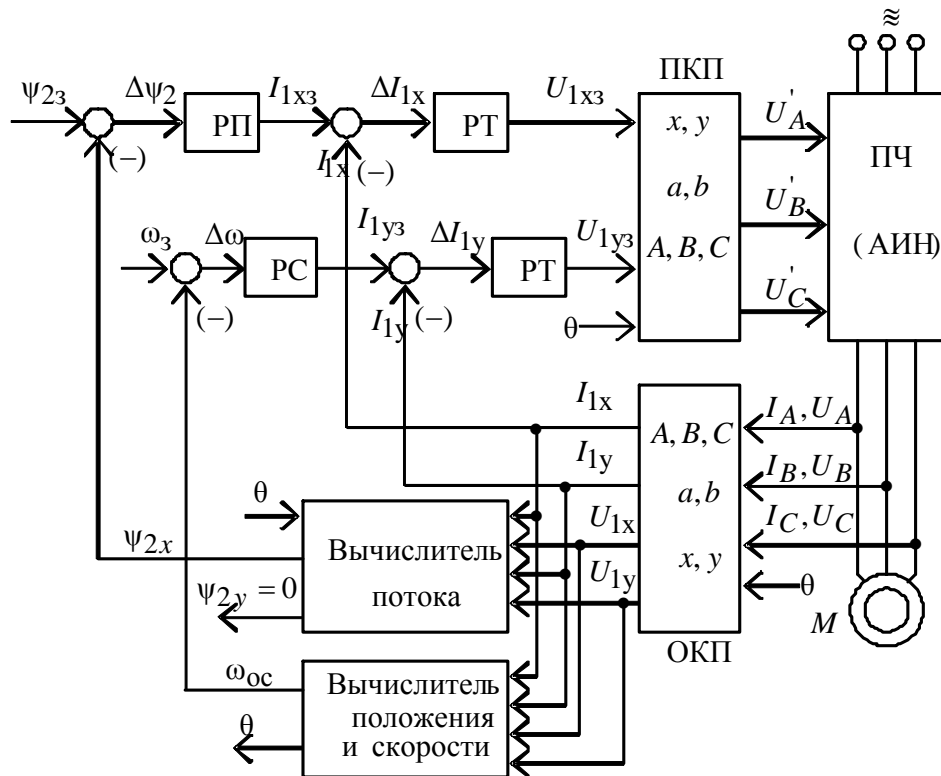 ≈
ψ2з Δψ2 I1xз ΔI1x U1xз ПКП
РП РТ x, y U'A ПЧ
(−) I1x (−) a, b
ωз Δω I1yз ΔI1y U1yз U'B
РС РТ A, B, C (АИН)
(−) I1y (−) θ U'C
I1x A, B, C IA, UA
I1y a, b IB, UB
θ U1x IC, UC
ψ2x Вычислитель x, y
ψ2y = 0 потока U1y θ
ОКП M
ωос Вычислитель
θ положения
и скорости